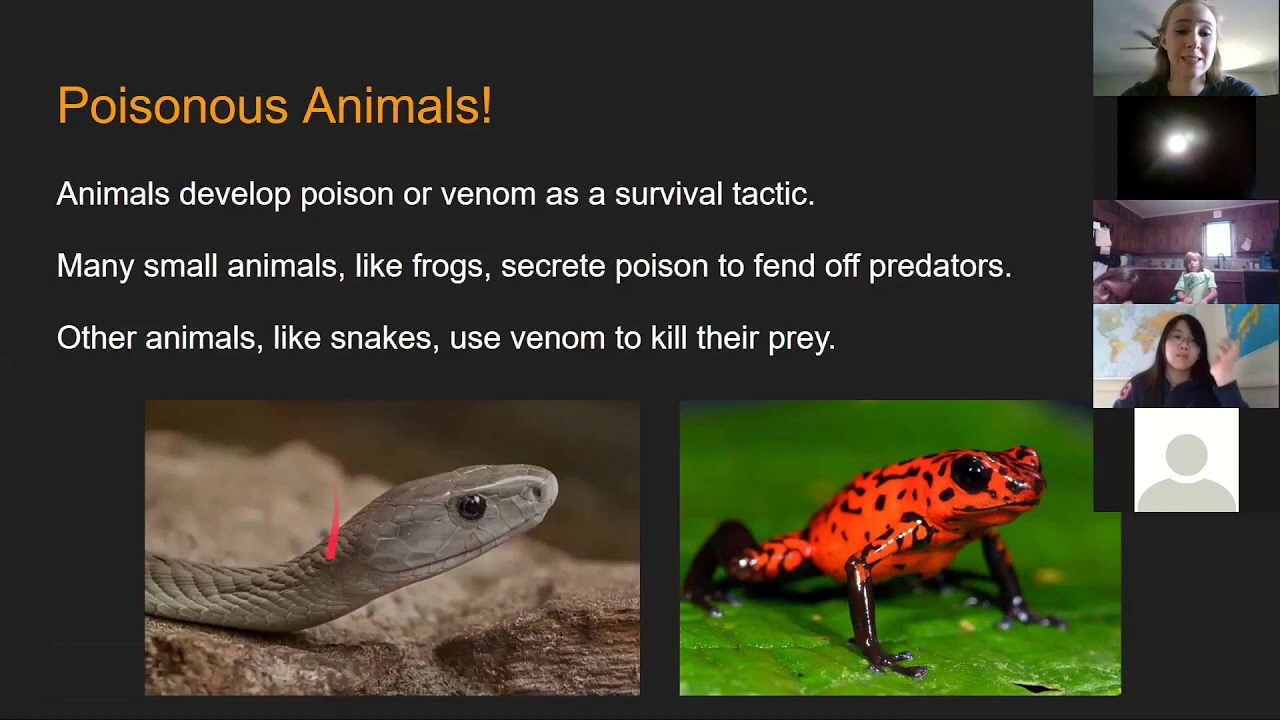 Poisonous Animals!
Animals develop poison or venom as a survival tactic.
Many small animals, like frogs, secrete poison to fend off predators.
Other animals, like snakes, use venom to kill their prey.